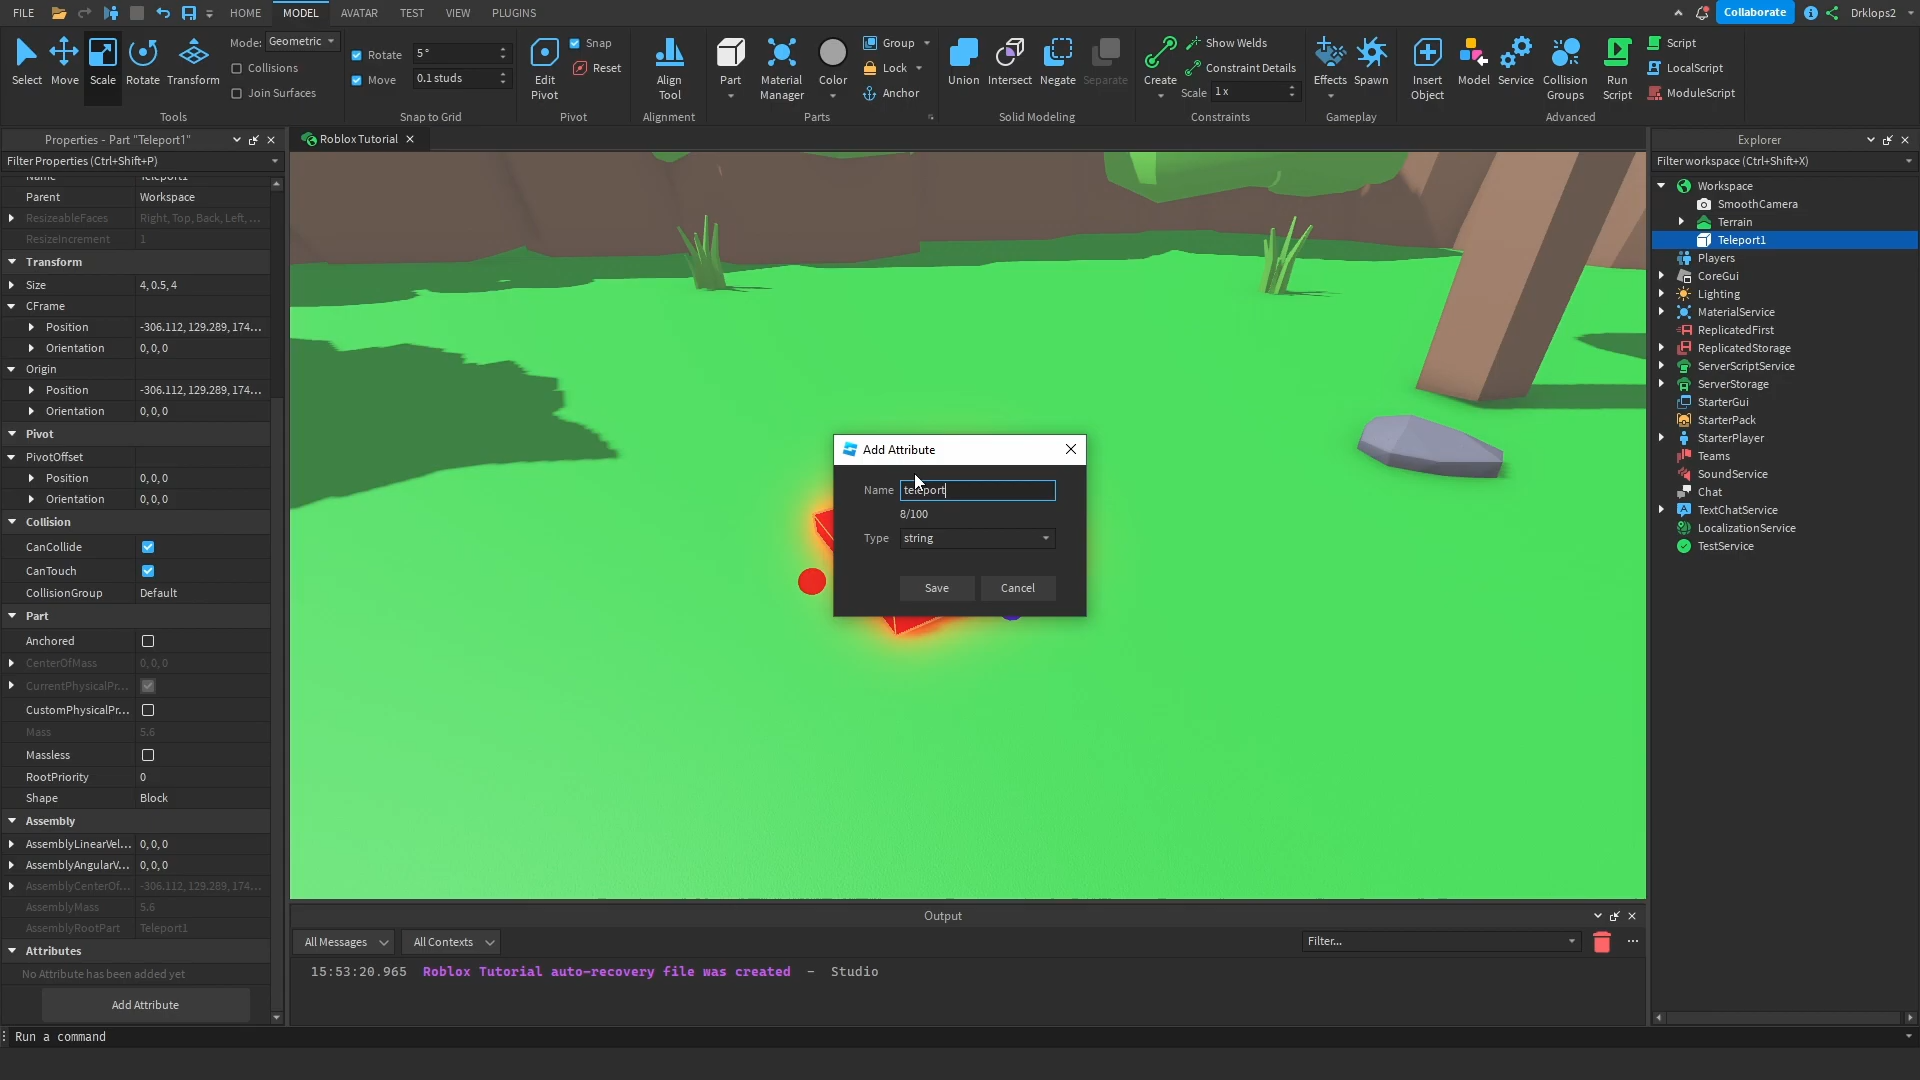 FILE HOME MODEL AVATAR TEST VIEW PLUGINS Collaborate Drklops2
Select Move Scale Rotate Transform
Mode: Geometric
Collisions
Join Surfaces
Tools
Rotate 5°
Move 0.1 studs
Snap to Grid
Edit Pivot
Snap
Reset
Pivot
Align Tool
Alignment
Part
Material Manager
Color
Group
Lock
Anchor
Parts
Union Intersect Negate Separate
Solid Modeling
Create
Show Welds
Constraint Details
Scale 1 x
Constraints
Effects Spawn
Gameplay
Insert Object
Model
Service
Collision Groups
Run Script
Script
LocalScript
ModuleScript
Advanced
Properties - Part "Teleport1"
Filter Properties (Ctrl+Shift+P)
Name Teleport1
Parent Workspace
ResizeableFaces Right, Top, Back, Left, ...
ResizeIncrement 1
Transform
Size 4, 0.5, 4
CFrame
Position -306.112, 129.289, 174...
Orientation 0, 0, 0
Origin
Position -306.112, 129.289, 174...
Orientation 0, 0, 0
Pivot
PivotOffset
Position 0, 0, 0
Orientation 0, 0, 0
Collision
CanCollide
CanTouch
CollisionGroup Default
Part
Anchored
CenterOfMass 0, 0, 0
CurrentPhysicalPr...
CustomPhysicalPr...
Mass 5.6
Massless
RootPriority 0
Shape Block
Assembly
AssemblyLinearVel... 0, 0, 0
AssemblyAngularV... 0, 0, 0
AssemblyCenterOf... -306.112, 129.289, 174...
AssemblyMass 5.6
AssemblyRootPart Teleport1
Attributes
No Attribute has been added yet
Add Attribute
Roblox Tutorial
Add Attribute
Name teleport
8/100
Type string
Save Cancel
Output
All Messages All Contexts Filter...
15:53:20.965 Roblox Tutorial auto-recovery file was created - Studio
Explorer
Filter workspace (Ctrl+Shift+X)
Workspace
SmoothCamera
Terrain
Teleport1
Players
CoreGui
Lighting
MaterialService
ReplicatedFirst
ReplicatedStorage
ServerScriptService
ServerStorage
StarterGui
StarterPack
StarterPlayer
Teams
SoundService
Chat
TextChatService
LocalizationService
TestService
Run a command